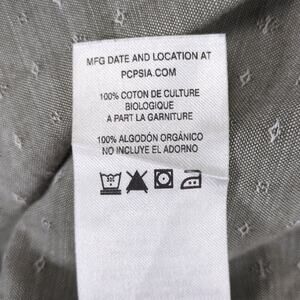 MFG DATE AND LOCATION AT
PCPSIA.COM
100% COTON DE CULTURE
BIOLOGIQUE
A PART LA GARNITURE
100% ALGODÓN ORGÁNICO
NO INCLUYE EL ADORNO